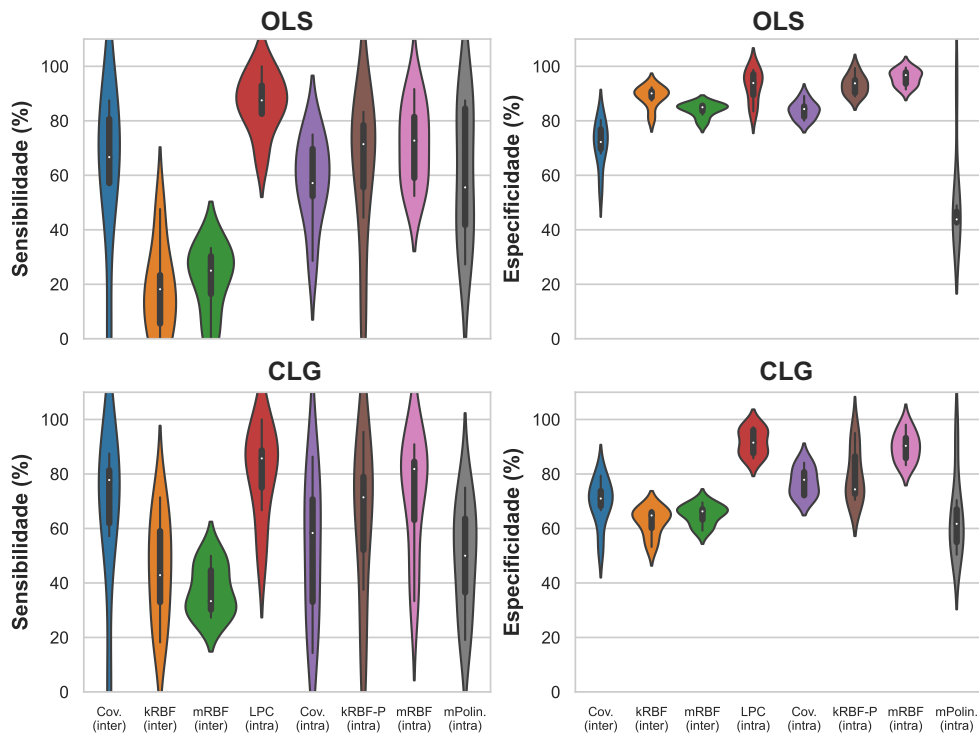 OLS
OLS
Sensibilidade (%)
100
80
60
40
20
0
Especificidade (%)
100
80
60
40
20
0
CLG
CLG
Sensibilidade (%)
100
80
60
40
20
0
Especificidade (%)
100
80
60
40
20
0
Cov. kRBF mRBF LPC Cov. kRBF-P mRBF mPolin.
(inter) (inter) (inter) (intra) (intra) (intra) (intra) (intra)
Cov. kRBF mRBF LPC Cov. kRBF-P mRBF mPolin.
(inter) (inter) (inter) (intra) (intra) (intra) (intra) (intra)